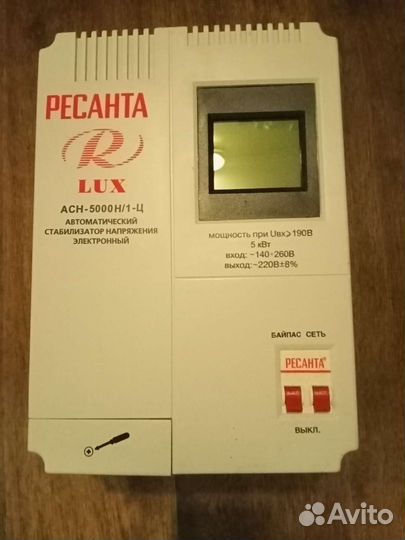 РЕСАНТА
R
LUX
АСН-5000Н/1-Ц
АВТОМАТИЧЕСКИЙ
СТАБИЛИЗАТОР НАПРЯЖЕНИЯ
ЭЛЕКТРОННЫЙ
мощность при Uвх⩾190В
5 кВт
вход: ~140÷260В
выход:~220В±8%
БАЙПАС СЕТЬ
РЕСАНТА®
ВЫКЛ.
Avito